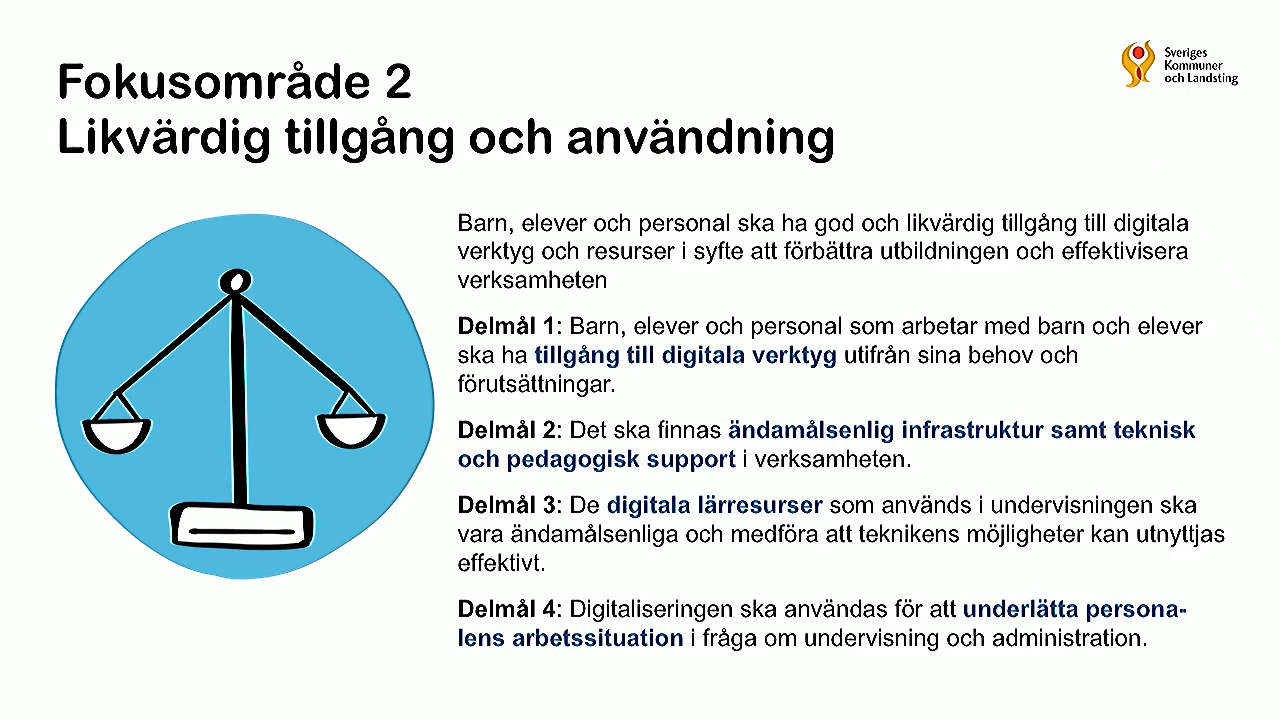 Fokusområde 2
Likvärdig tillgång och användning
Sveriges
Kommuner
och Landsting
Barn, elever och personal ska ha god och likvärdig tillgång till digitala
verktyg och resurser i syfte att förbättra utbildningen och effektivisera
verksamheten
Delmål 1: Barn, elever och personal som arbetar med barn och elever
ska ha tillgång till digitala verktyg utifrån sina behov och
förutsättningar.
Delmål 2: Det ska finnas ändamålsenlig infrastruktur samt teknisk
och pedagogisk support i verksamheten.
Delmål 3: De digitala lärresurser som används i undervisningen ska
vara ändamålsenliga och medföra att teknikens möjligheter kan utnyttjas
effektivt.
Delmål 4: Digitaliseringen ska användas för att underlätta persona-
lens arbetssituation i fråga om undervisning och administration.